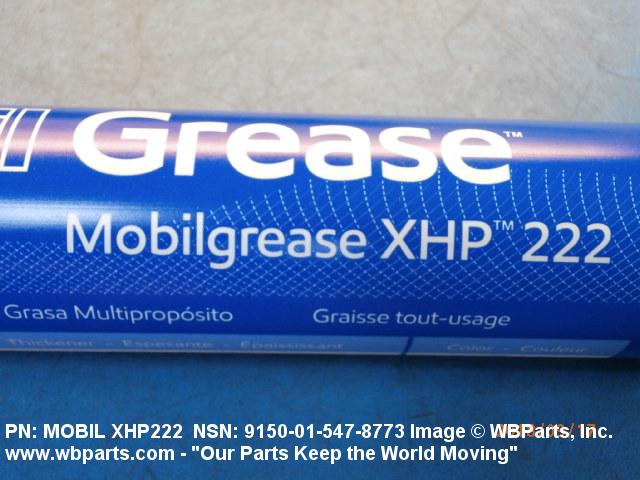 Grease™
Mobilgrease XHP™ 222
Grasa Multipropósito Graisse tout-usage
Thickener - Espesante - Épaississant Color - Couleur
PN: MOBIL XHP222 NSN: 9150-01-547-8773 Image © WBParts, Inc.
www.wbparts.com - "Our Parts Keep the World Moving"